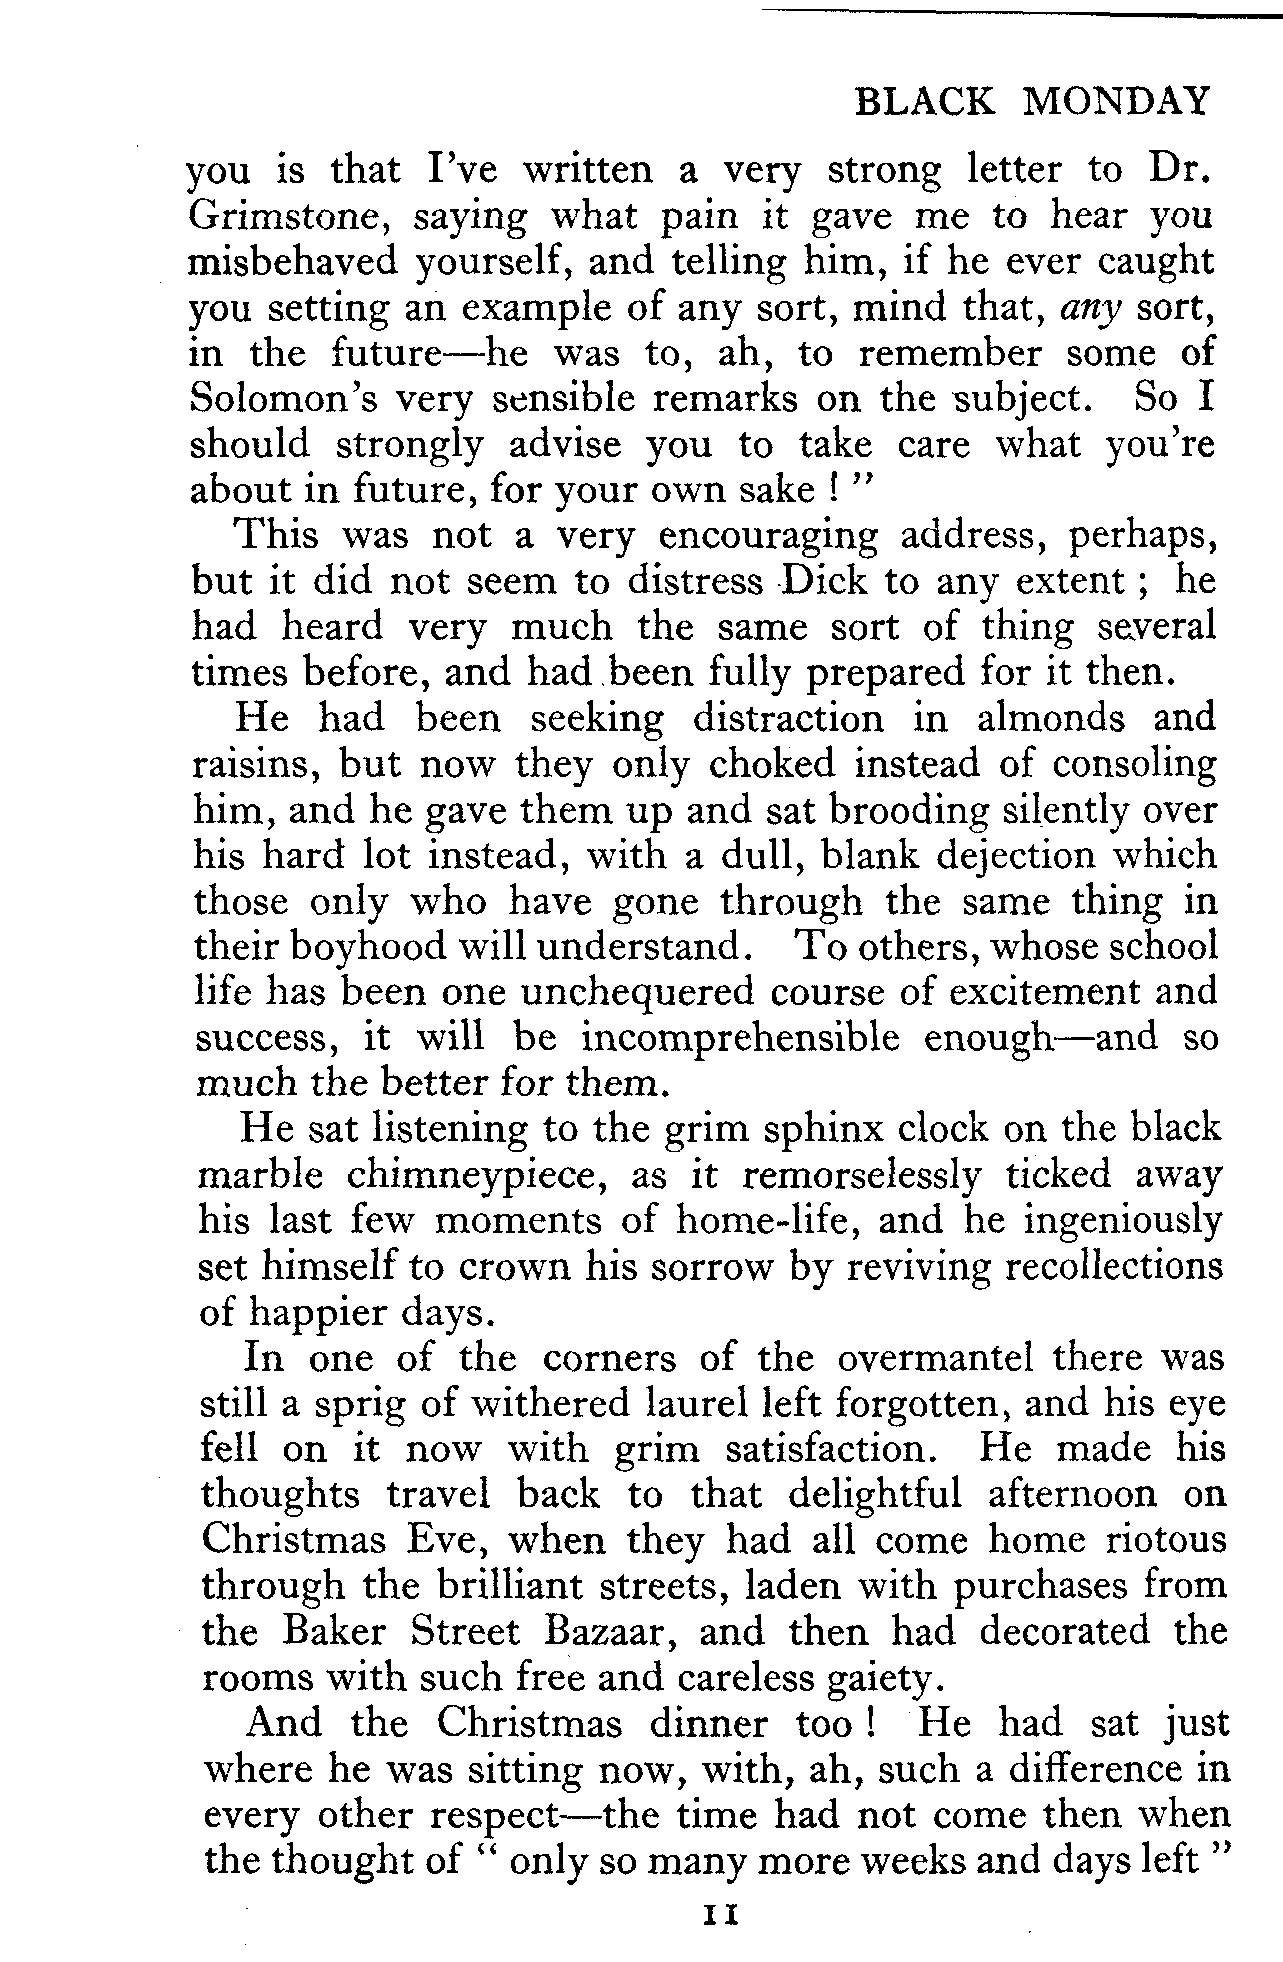 BLACK MONDAY
you is that I've written a very strong letter to Dr.
Grimstone, saying what pain it gave me to hear you
misbehaved yourself, and telling him, if he ever caught
you setting an example of any sort, mind that, any sort,
in the future—he was to, ah, to remember some of
Solomon's very sensible remarks on the subject. So I
should strongly advise you to take care what you're
about in future, for your own sake ! ”
This was not a very encouraging address, perhaps,
but it did not seem to distress Dick to any extent ; he
had heard very much the same sort of thing several
times before, and had been fully prepared for it then.
He had been seeking distraction in almonds and
raisins, but now they only choked instead of consoling
him, and he gave them up and sat brooding silently over
his hard lot instead, with a dull, blank dejection which
those only who have gone through the same thing in
their boyhood will understand. To others, whose school
life has been one unchequered course of excitement and
success, it will be incomprehensible enough—and so
much the better for them.
He sat listening to the grim sphinx clock on the black
marble chimneypiece, as it remorselessly ticked away
his last few moments of home-life, and he ingeniously
set himself to crown his sorrow by reviving recollections
of happier days.
In one of the corners of the overmantel there was
still a sprig of withered laurel left forgotten, and his eye
fell on it now with grim satisfaction. He made his
thoughts travel back to that delightful afternoon on
Christmas Eve, when they had all come home riotous
through the brilliant streets, laden with purchases from
the Baker Street Bazaar, and then had decorated the
rooms with such free and careless gaiety.
And the Christmas dinner too ! He had sat just
where he was sitting now, with, ah, such a difference in
every other respect—the time had not come then when
the thought of “ only so many more weeks and days left ”
11